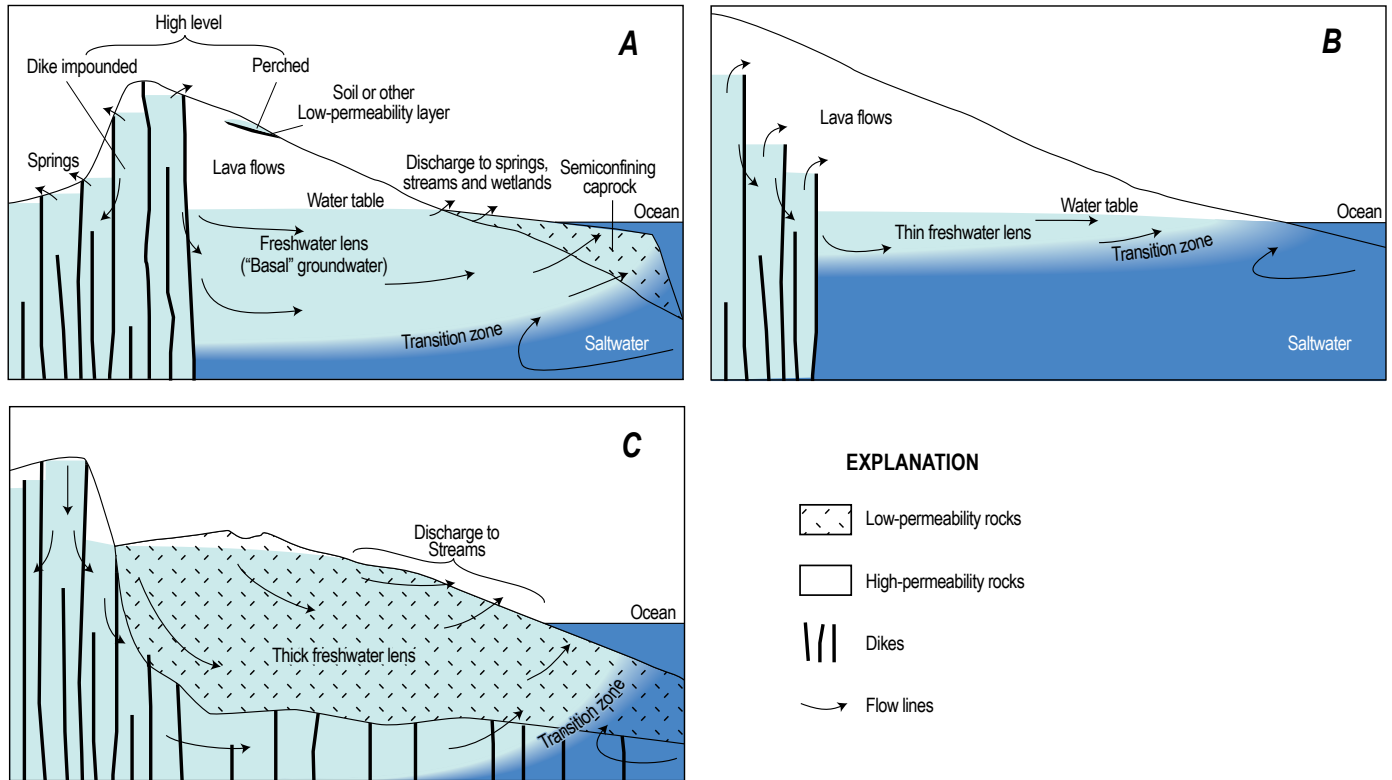 A
High level
Dike impounded
Perched
Soil or other
Low-permeability layer
Springs
Lava flows
Discharge to springs,
streams and wetlands
Semiconfining
caprock
Water table
Ocean
Freshwater lens
("Basal" groundwater)
Transition zone
Saltwater
B
Lava flows
Water table
Ocean
Thin freshwater lens
Transition zone
Saltwater
C
Discharge to
Streams
Ocean
Thick freshwater lens
Transition zone
EXPLANATION
Low-permeability rocks
High-permeability rocks
Dikes
Flow lines